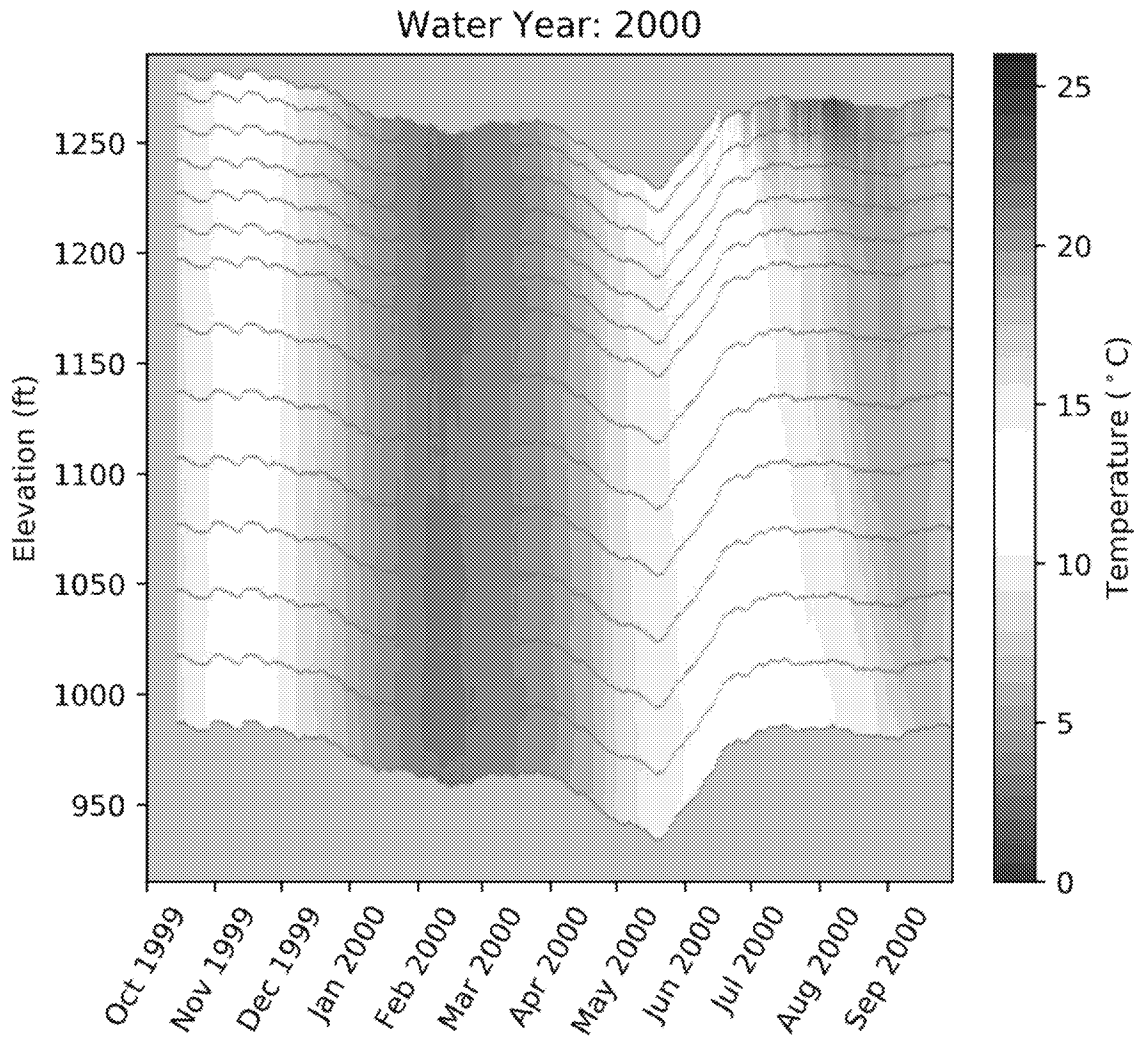 Water Year: 2000
Elevation (ft)
1250
1200
1150
1100
1050
1000
950
Oct 1999
Nov 1999
Dec 1999
Jan 2000
Feb 2000
Mar 2000
Apr 2000
May 2000
Jun 2000
Jul 2000
Aug 2000
Sep 2000
25
20
15
10
5
0
Temperature (°C)